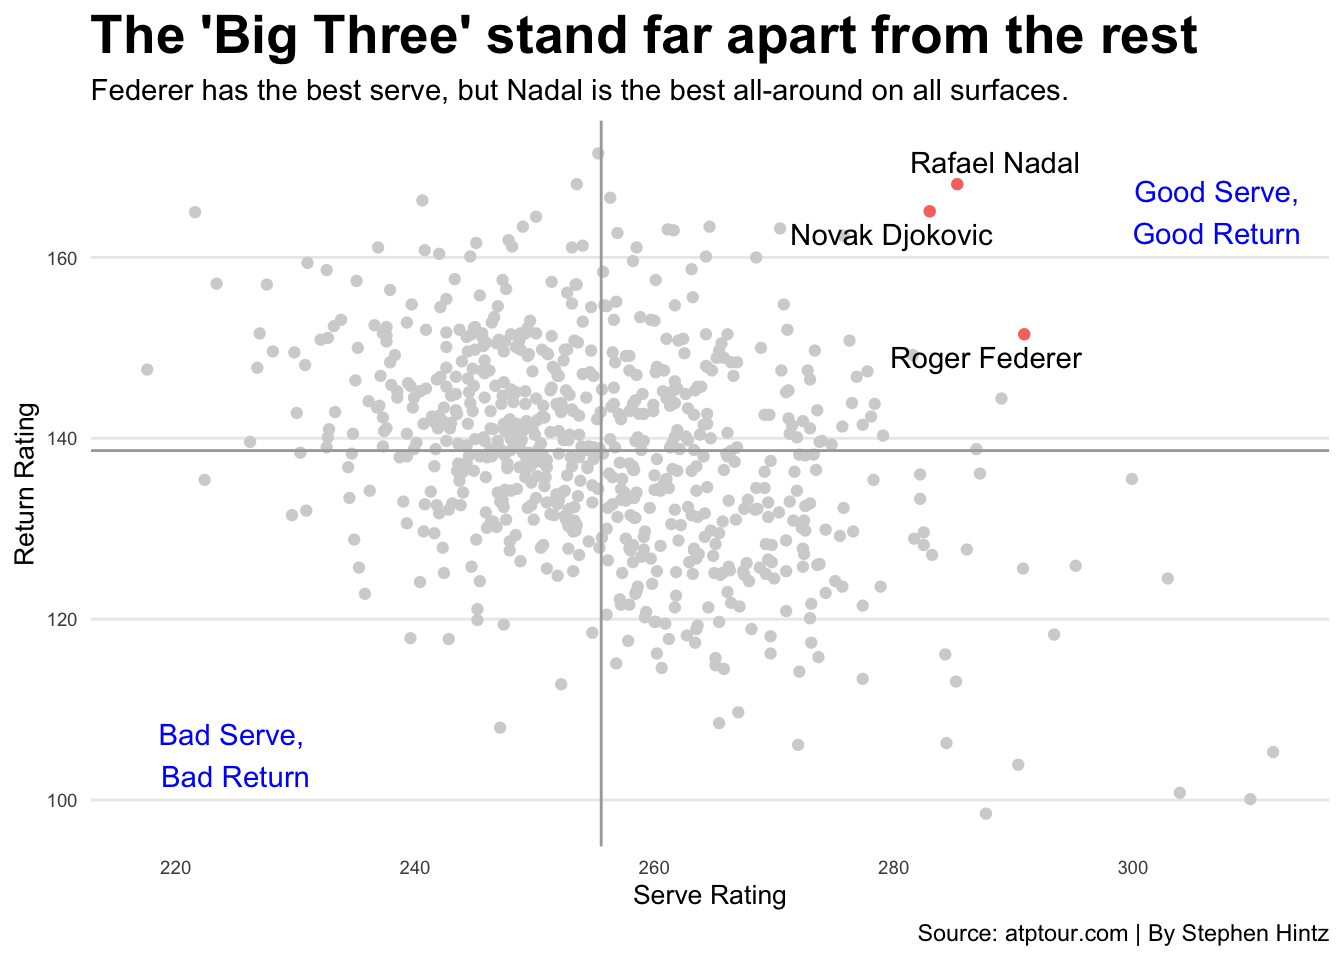 The 'Big Three' stand far apart from the rest
Federer has the best serve, but Nadal is the best all-around on all surfaces.
Rafael Nadal
Good Serve,
Good Return
Novak Djokovic
Roger Federer
Bad Serve,
Bad Return
Return Rating
160
140
120
100
220 240 260 280 300
Serve Rating
Source: atptour.com | By Stephen Hintz